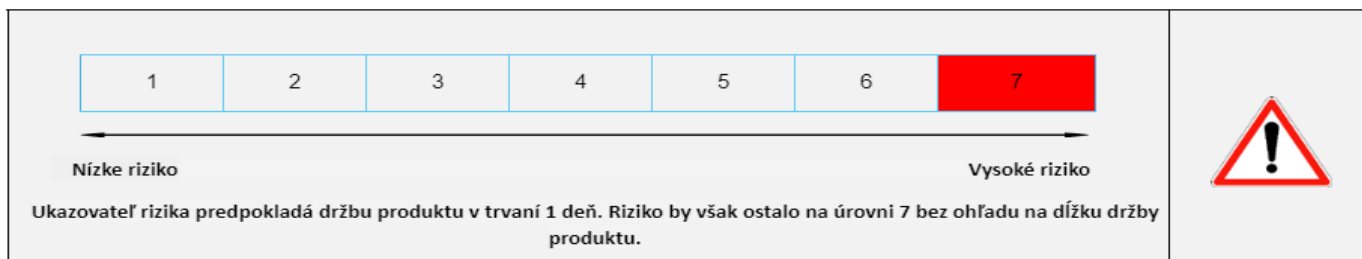 1 2 3 4 5 6 7
Nízke riziko Vysoké riziko
Ukazovateľ rizika predpokladá držbu produktu v trvaní 1 deň. Riziko by však ostalo na úrovni 7 bez ohľadu na dĺžku držby
produktu.